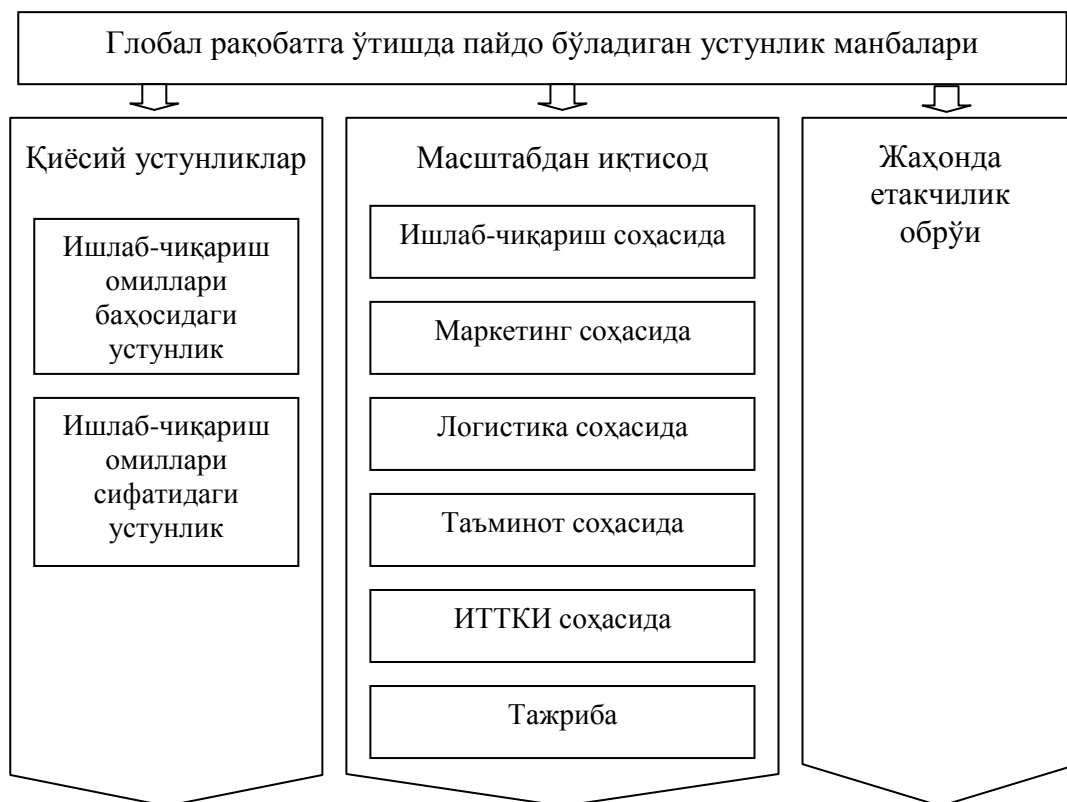 Глобал рақобатга ўтишда пайдо бўладиган устунлик манбалари
Қиёсий устунликлар
Ишлаб-чиқариш
омиллари
баҳосидаги
устунлик
Ишлаб-чиқариш
омиллари
сифатидаги
устунлик
Масштабдан иқтисод
Ишлаб-чиқариш соҳасида
Маркетинг соҳасида
Логистика соҳасида
Таъминот соҳасида
ИТТКИ соҳасида
Тажриба
Жаҳонда
етакчилик
обрўи